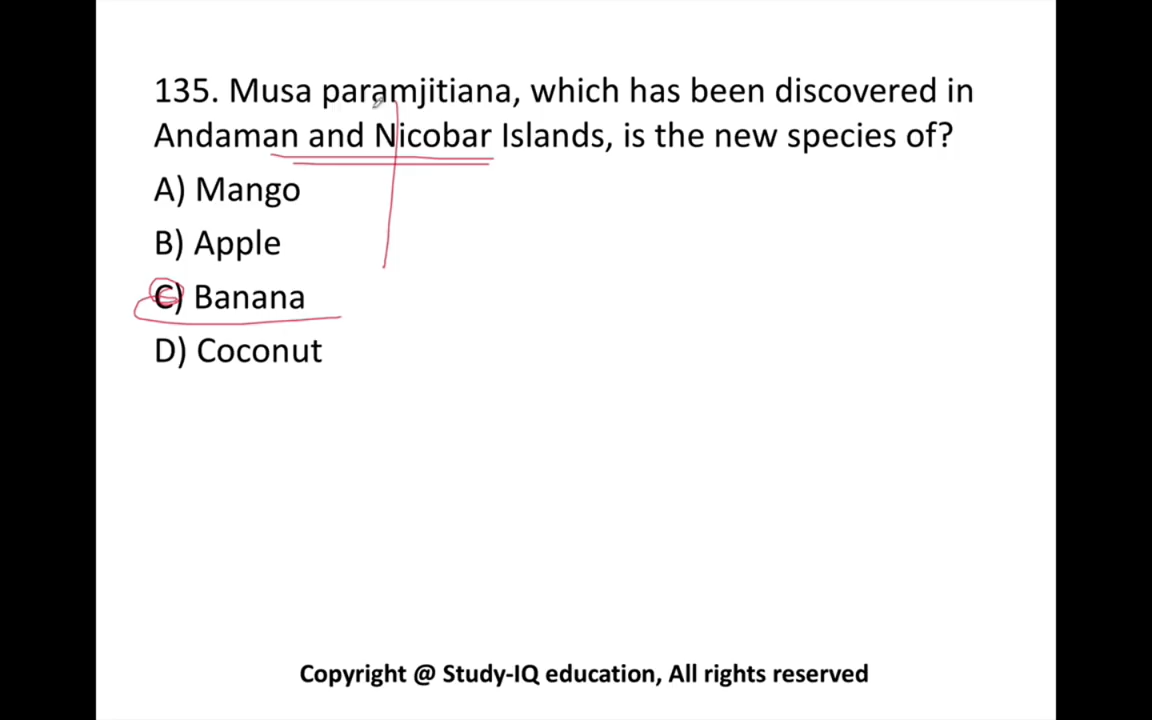 135. Musa paramjitiana, which has been discovered in
Andaman and Nicobar Islands, is the new species of?
A) Mango
B) Apple
C) Banana
D) Coconut
Copyright @ Study-IQ education, All rights reserved